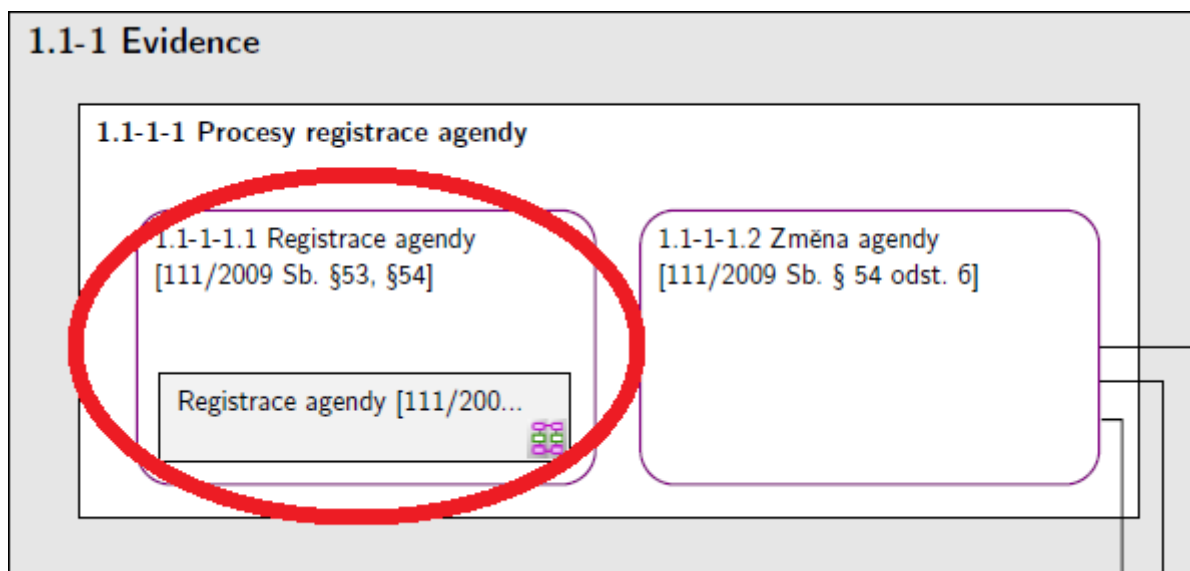 1.1-1 Evidence
1.1-1-1 Procesy registrace agendy
1.1-1-1.1 Registrace agendy
[111/2009 Sb. §53, §54]
Registrace agendy [111/200...
1.1-1-1.2 Změna agendy
[111/2009 Sb. § 54 odst. 6]